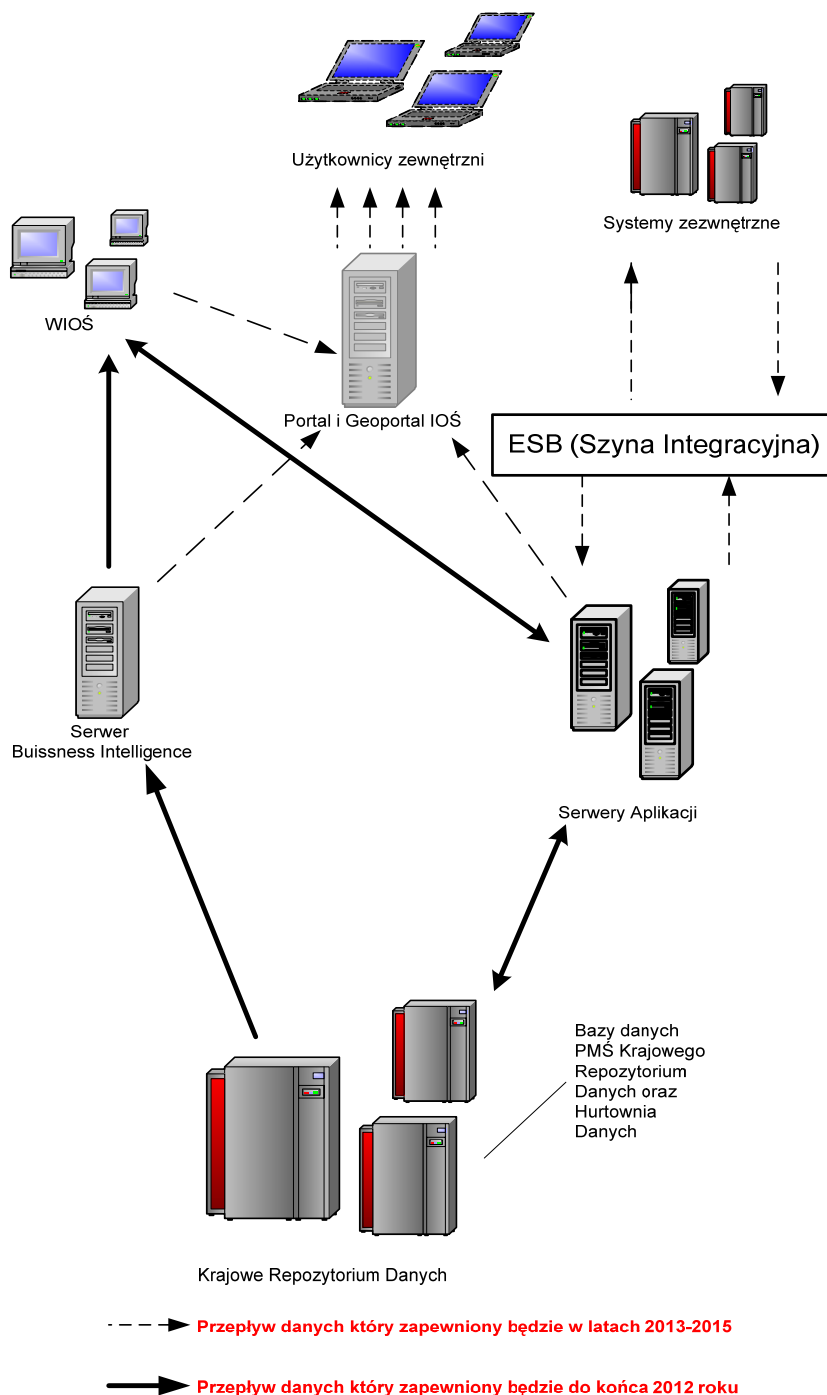 Użytkownicy zewnętrzni
Systemy zezwnętrzne
WIOŚ
Portal i Geoportal IOŚ
ESB (Szyna Integracyjna)
Serwer
Buissness Intelligence
Serwery Aplikacji
Bazy danych
PMŚ Krajowego
Repozytorium
Danych oraz
Hurtownia
Danych
Krajowe Repozytorium Danych
Przepływ danych który zapewniony będzie w latach 2013-2015
Przepływ danych który zapewniony będzie do końca 2012 roku